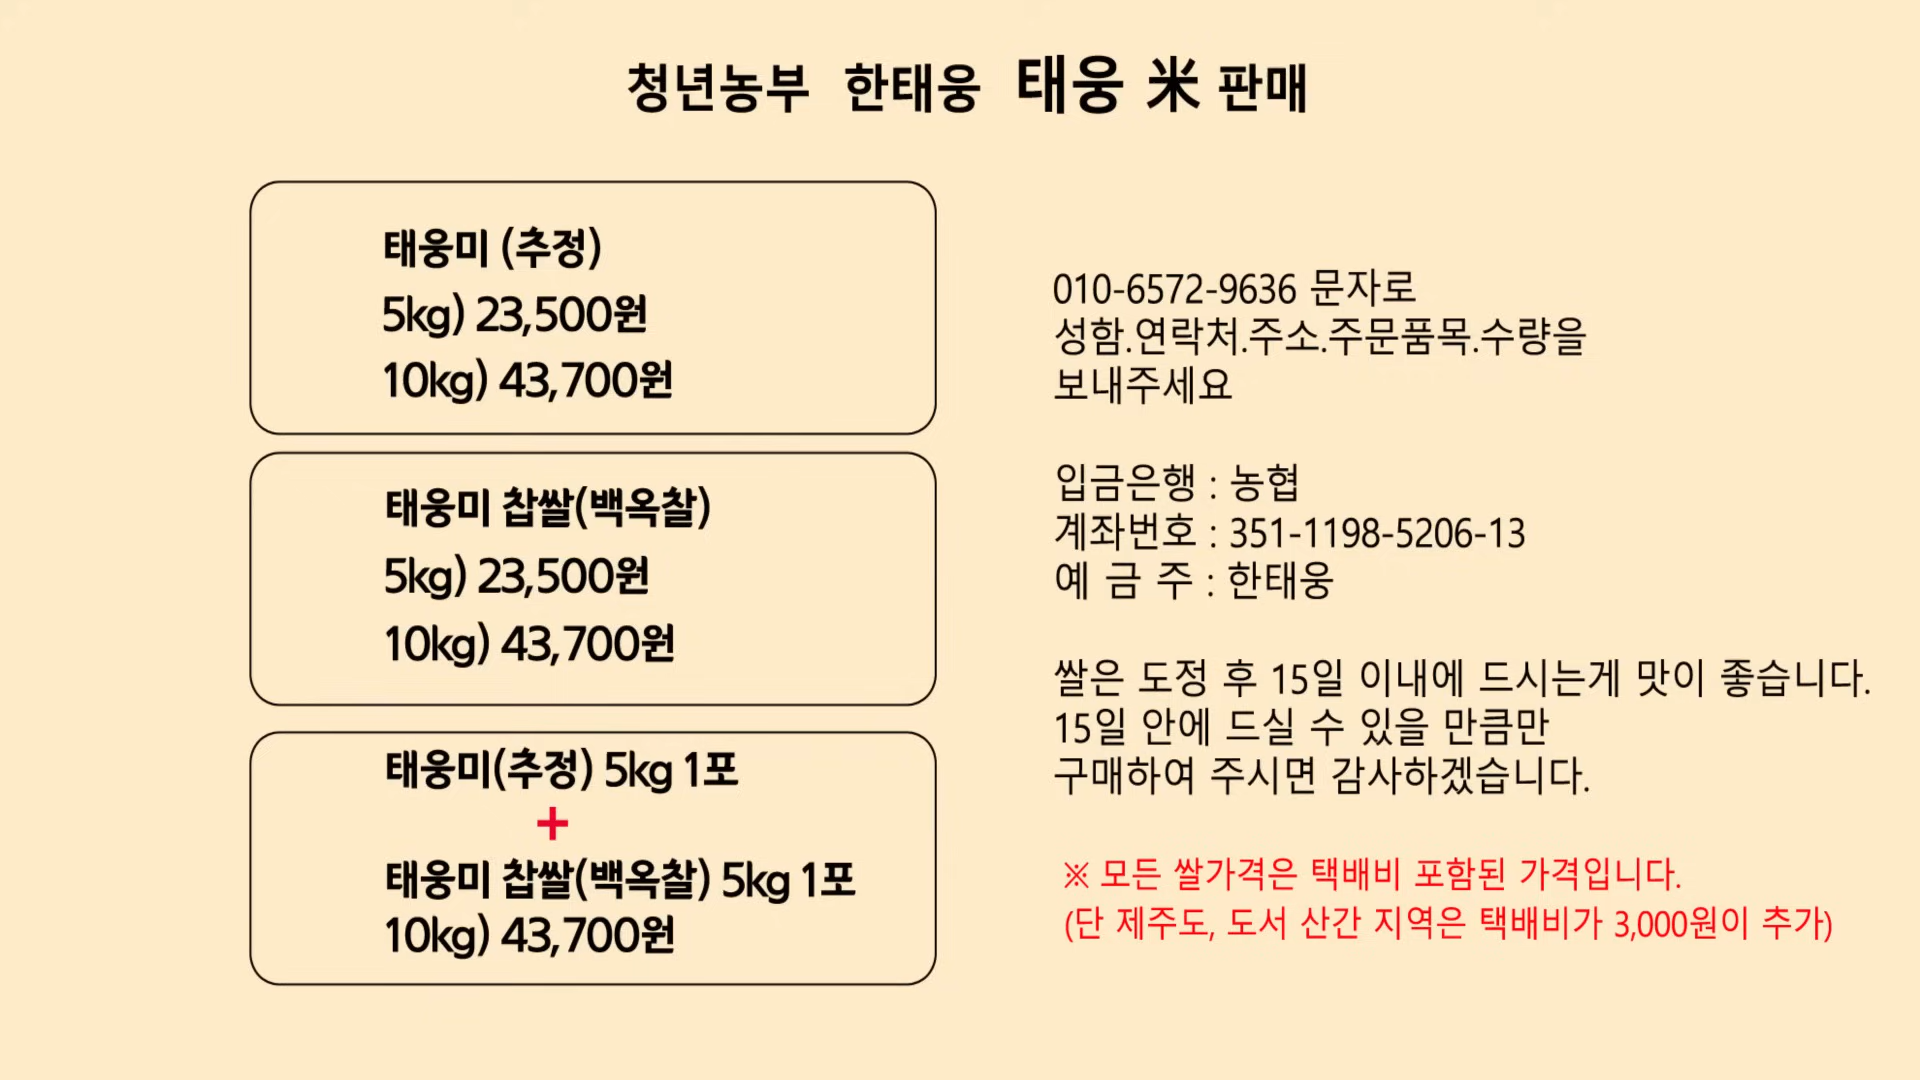 청년농부 한태웅 태웅 米 판매
태웅미 (추정)
5kg) 23,500원
10kg) 43,700원
태웅미 찹쌀(백옥찰)
5kg) 23,500원
10kg) 43,700원
태웅미(추정) 5kg 1포
+
태웅미 찹쌀(백옥찰) 5kg 1포
10kg) 43,700원
010-6572-9636 문자로
성함.연락처.주소.주문품목.수량을
보내주세요
입금은행 : 농협
계좌번호 : 351-1198-5206-13
예 금 주 : 한태웅
쌀은 도정 후 15일 이내에 드시는게 맛이 좋습니다.
15일 안에 드실 수 있을 만큼만
구매하여 주시면 감사하겠습니다.
※ 모든 쌀가격은 택배비 포함된 가격입니다.
(단 제주도, 도서 산간 지역은 택배비가 3,000원이 추가)